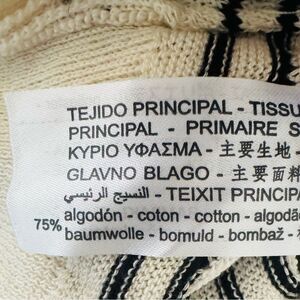 TEJIDO PRINCIPAL - TISSU
PRINCIPAL - PRIMAIRE S
ΚΥΡΙΟ ΥΦΑΣΜΑ - 主要生地 -
GLAVNO BLAGO - 主要面料
النسيج الرئيسي - TEIXIT PRINCIPA
75% algodón - coton - cotton - algodã
baumwolle - bomuld - bombaž -